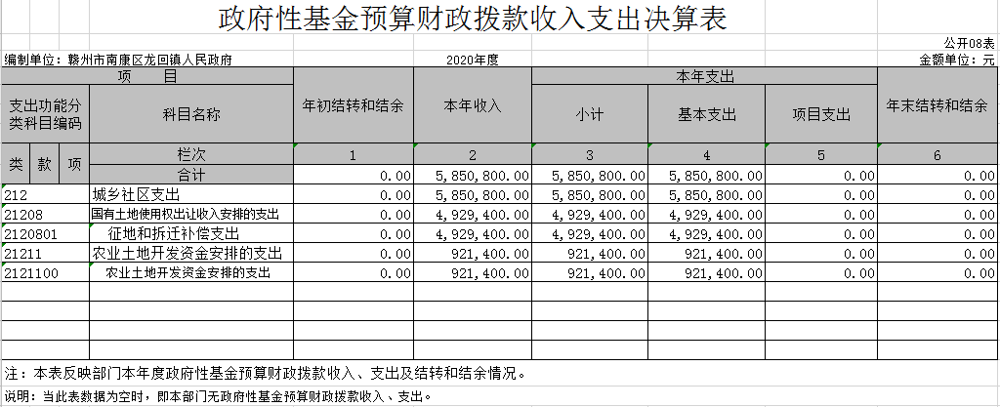 政府性基金预算财政拨款收入支出决算表
公开08表
编制单位：赣州市南康区龙回镇人民政府 2020年度 金额单位：元
项 目 年初结转和结余 本年收入 本年支出 年末结转和结余
支出功能分类科目编码 科目名称 小计 基本支出 项目支出
类 款 项 栏次 1 2 3 4 5 6
合计 0.00 5,850,800.00 5,850,800.00 5,850,800.00 0.00 0.00
212 城乡社区支出 0.00 5,850,800.00 5,850,800.00 5,850,800.00 0.00 0.00
21208 国有土地使用权出让收入安排的支出 0.00 4,929,400.00 4,929,400.00 4,929,400.00 0.00 0.00
2120801 征地和拆迁补偿支出 0.00 4,929,400.00 4,929,400.00 4,929,400.00 0.00 0.00
21211 农业土地开发资金安排的支出 0.00 921,400.00 921,400.00 921,400.00 0.00 0.00
2121100 农业土地开发资金安排的支出 0.00 921,400.00 921,400.00 921,400.00 0.00 0.00
注：本表反映部门本年度政府性基金预算财政拨款收入、支出及结转和结余情况。
说明：当此表数据为空时，即本部门无政府性基金预算财政拨款收入、支出。